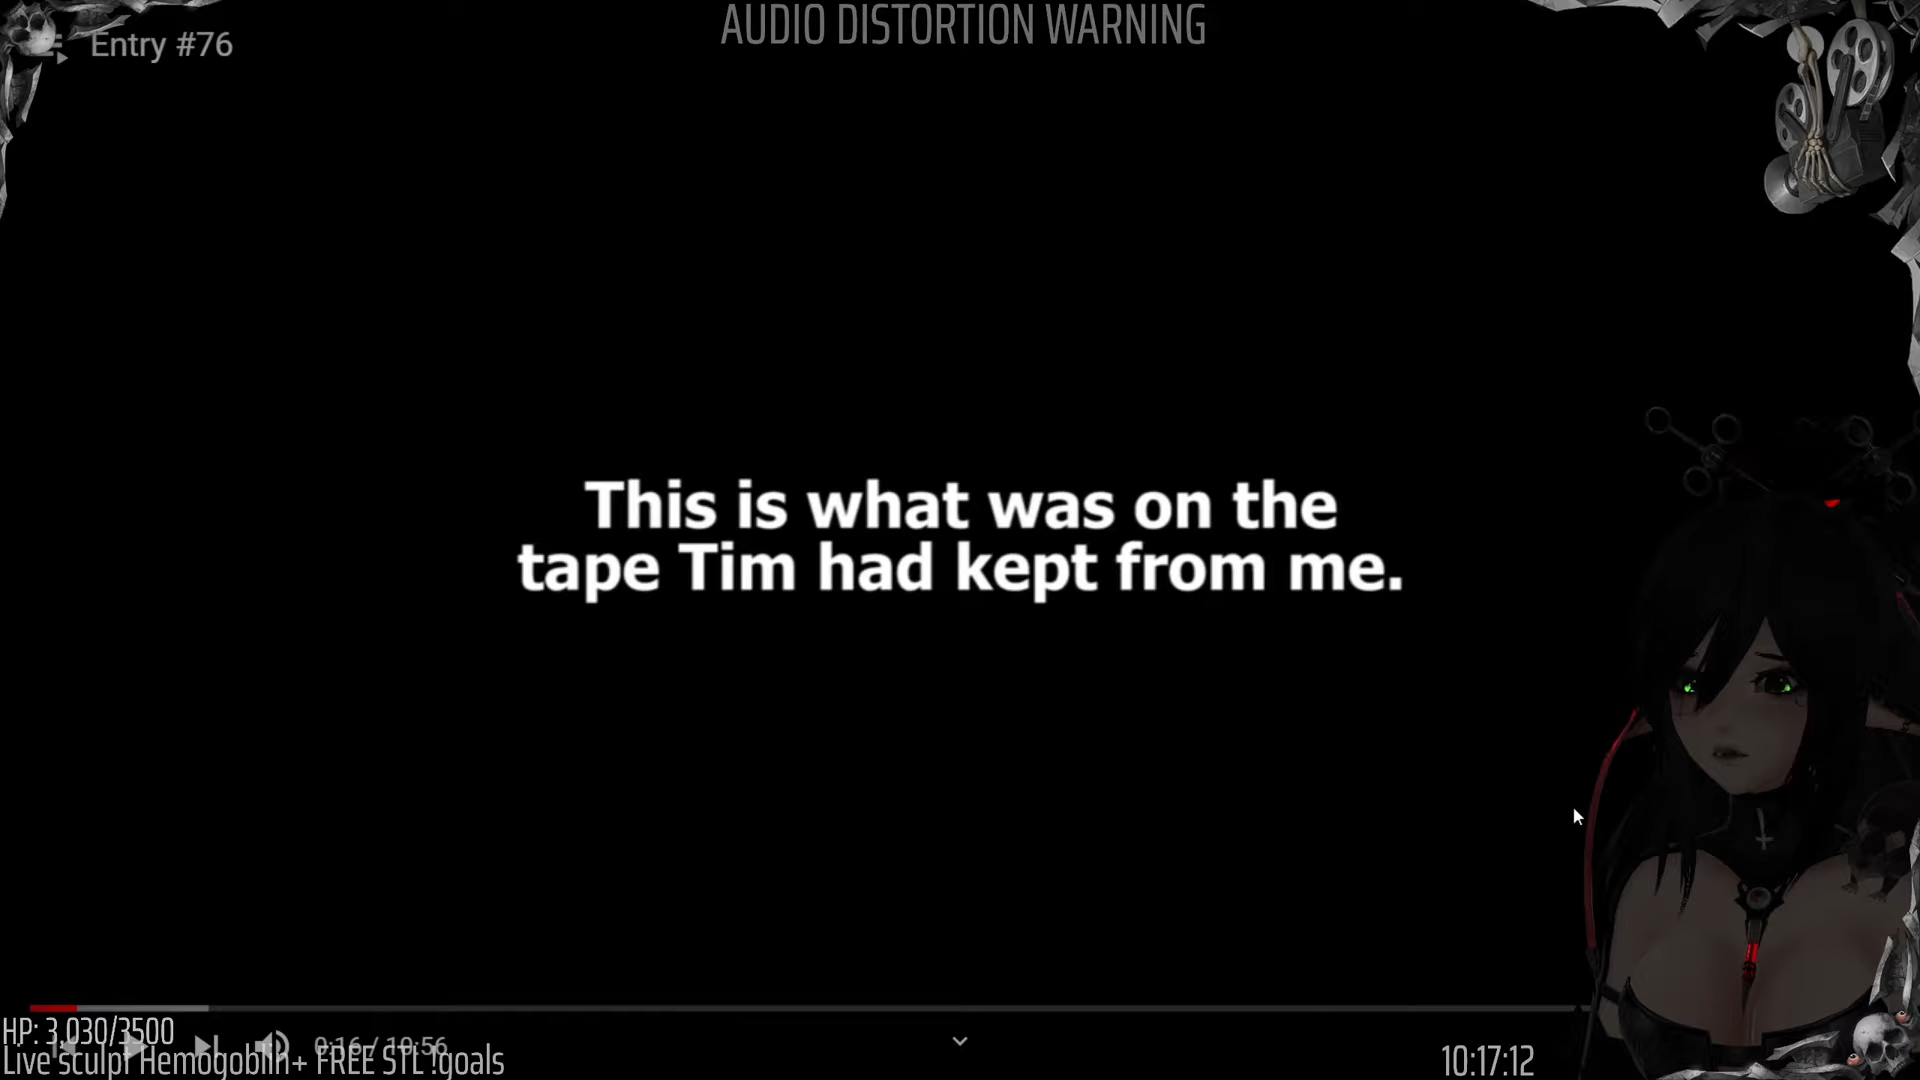 AUDIO DISTORTION WARNING
Entry #76
This is what was on the
tape Tim had kept from me.
HP: 3,030/3500
0:16 / 10:56
Live sculpt Hemogoblin+ FREE STL !goals
10:17:12